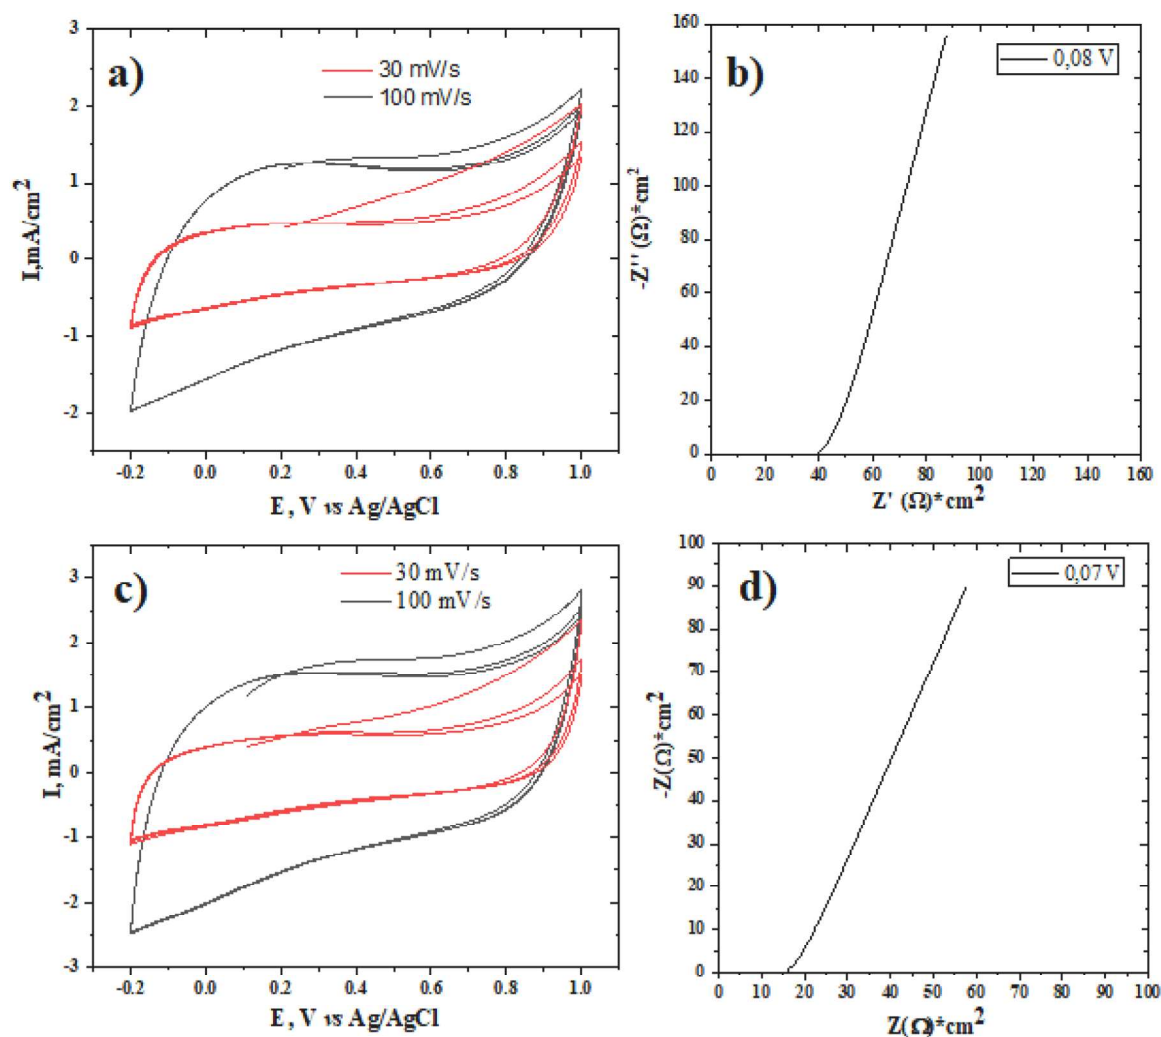 a)
30 mV/s
100 mV/s
I,mA/cm2
3
2
1
0
-1
-2
-0.2 0.0 0.2 0.4 0.6 0.8 1.0
E , V vs Ag/AgCl
b)
0,08 V
-Z''(Ω)*cm2
160
140
120
100
80
60
40
20
0
0 20 40 60 80 100 120 140 160
Z' (Ω)*cm2
c)
30 mV/s
100 mV/s
I, mA/cm2
3
2
1
0
-1
-2
-3
-0.2 0.0 0.2 0.4 0.6 0.8 1.0
E , V vs Ag/AgCl
d)
0,07 V
-Z(Ω)*cm2
100
90
80
70
60
50
40
30
20
10
0
0 10 20 30 40 50 60 70 80 90 100
Z(Ω)*cm2